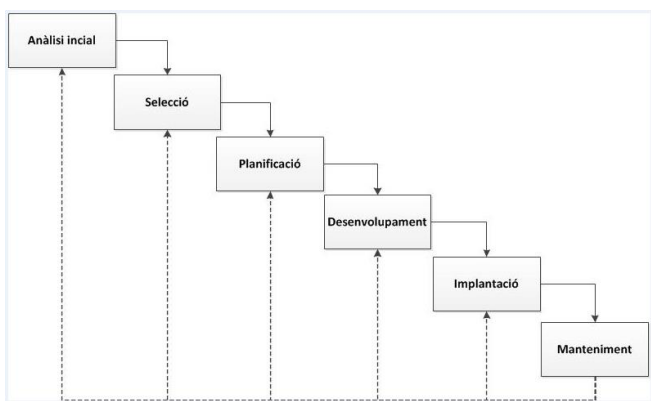 Anàlisi incial
Selecció
Planificació
Desenvolupament
Implantació
Manteniment